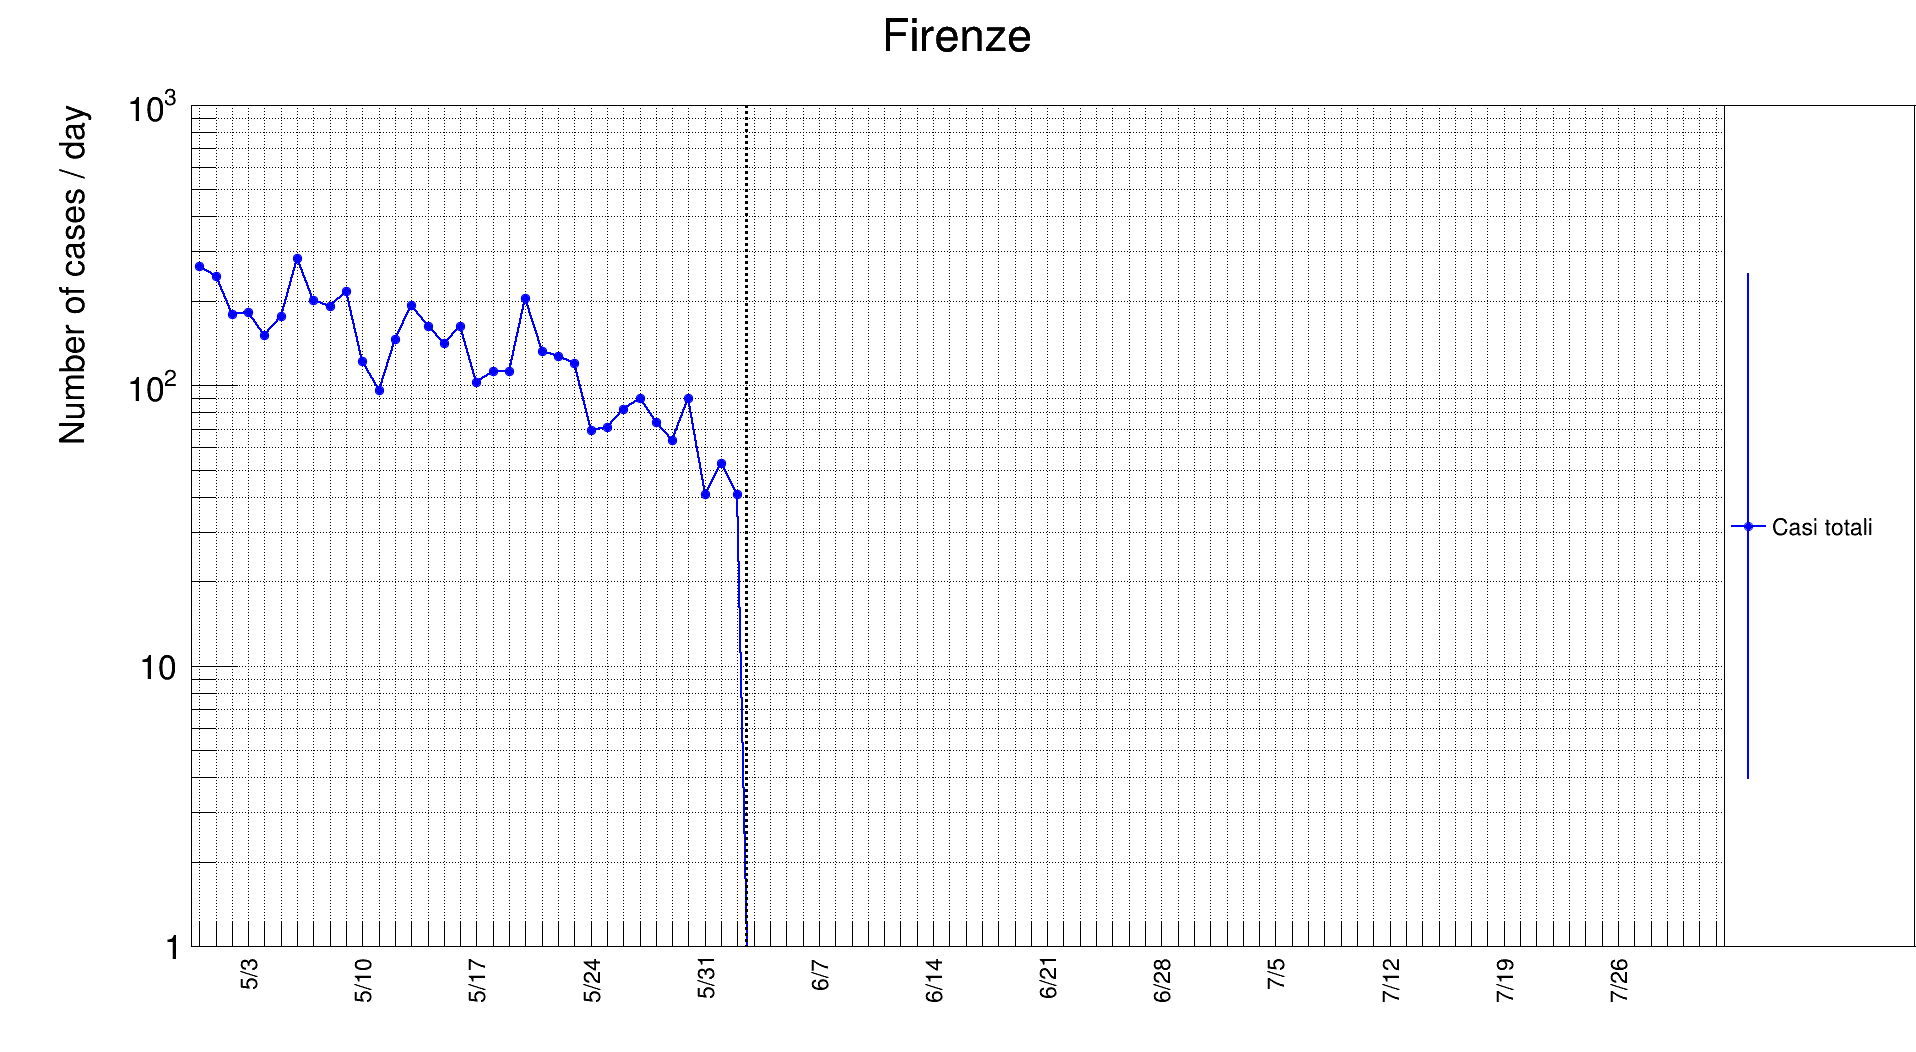 Firenze
Number of cases / day
10³
10²
10
1
5/3 5/10 5/17 5/24 5/31 6/7 6/14 6/21 6/28 7/5 7/12 7/19 7/26
Casi totali